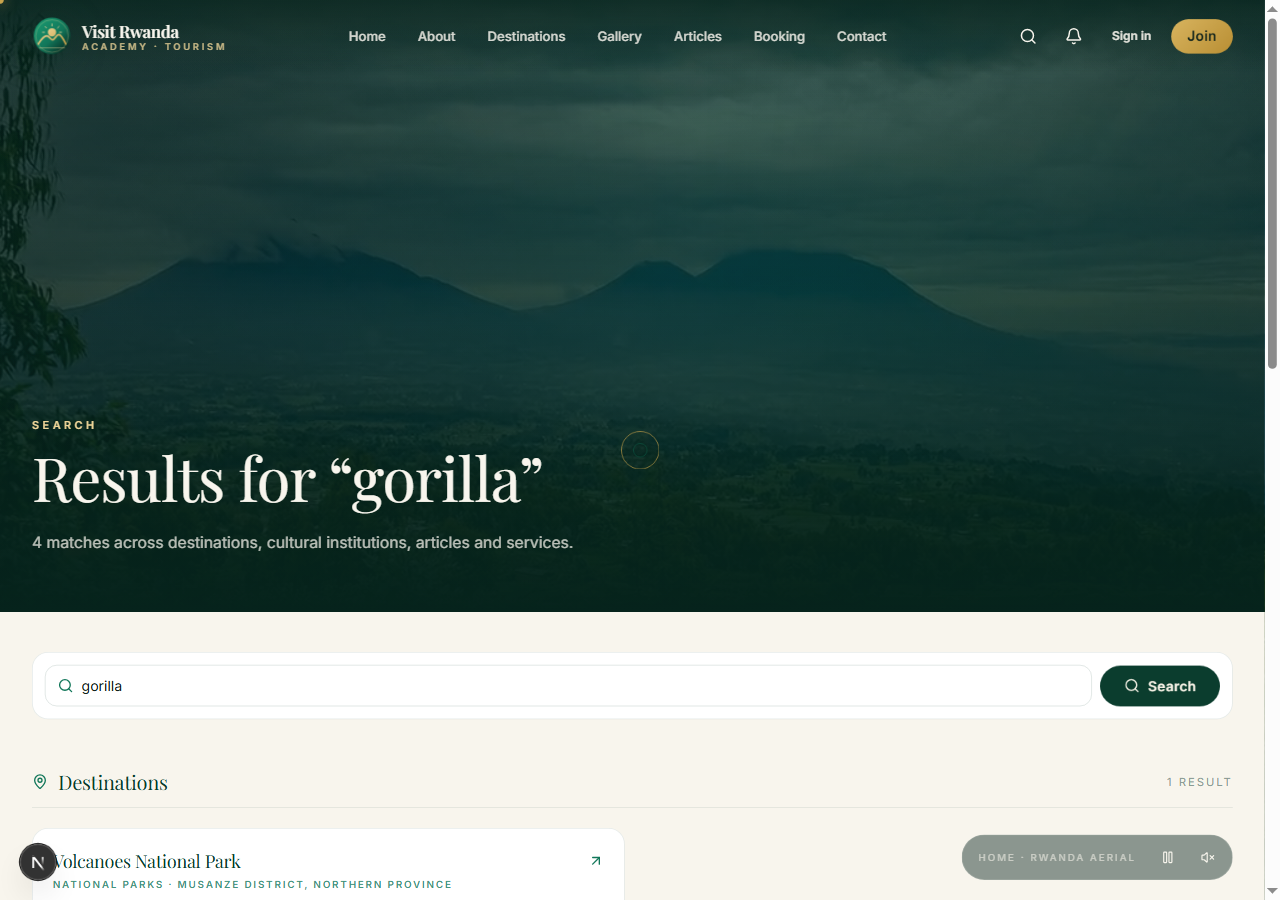 Visit Rwanda
ACADEMY · TOURISM
Home
About
Destinations
Gallery
Articles
Booking
Contact
Sign in
Join
SEARCH
Results for “gorilla”
4 matches across destinations, cultural institutions, articles and services.
gorilla
Search
Destinations
1 RESULT
Volcanoes National Park
NATIONAL PARKS · MUSANZE DISTRICT, NORTHERN PROVINCE
N
HOME · RWANDA AERIAL